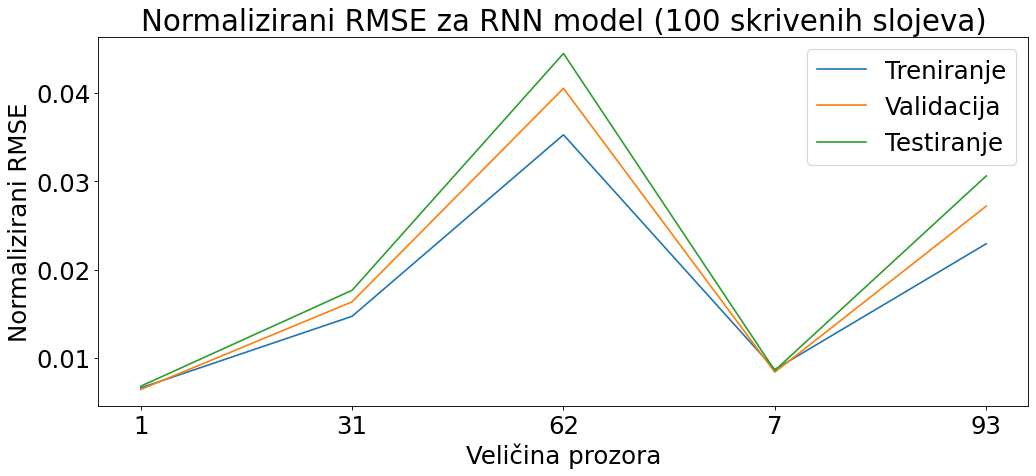 Normalizirani RMSE za RNN model (100 skrivenih slojeva)
Treniranje
Validacija
Testiranje
Normalizirani RMSE
0.04
0.03
0.02
0.01
1 31 62 7 93
Veličina prozora